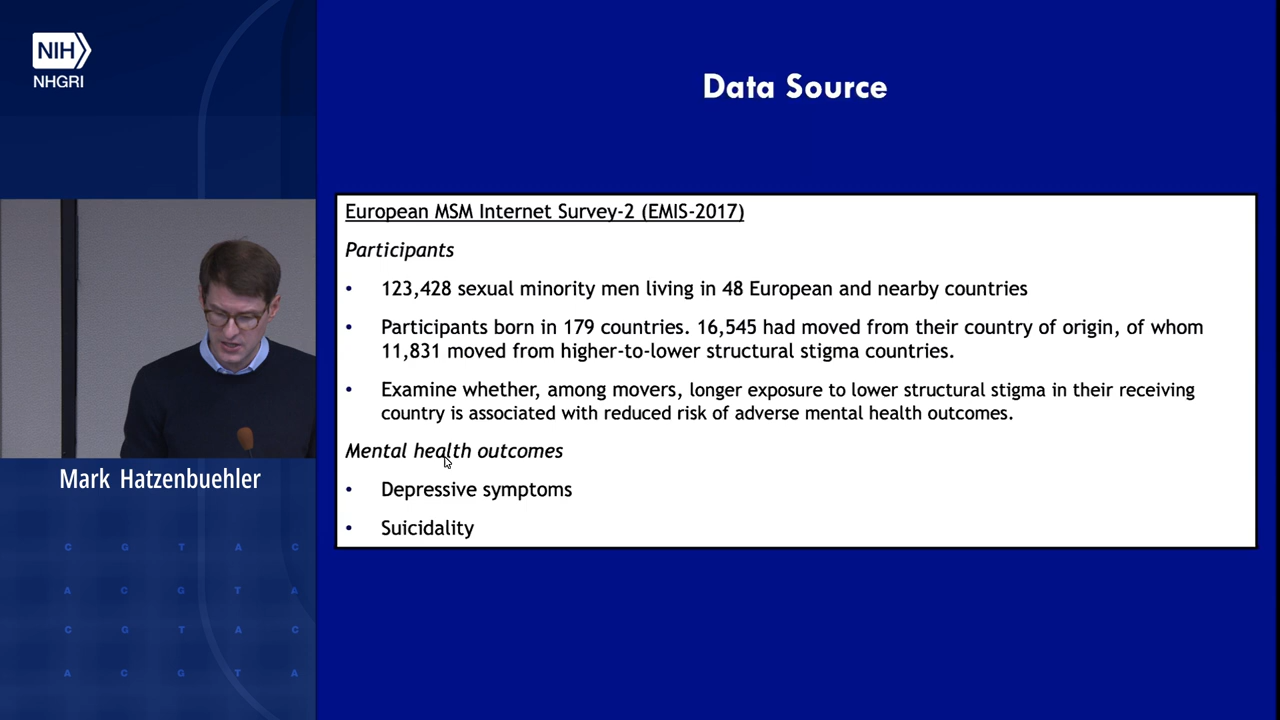 NIH
NHGRI
Data Source
European MSM Internet Survey-2 (EMIS-2017)
Participants
• 123,428 sexual minority men living in 48 European and nearby countries
• Participants born in 179 countries. 16,545 had moved from their country of origin, of whom
11,831 moved from higher-to-lower structural stigma countries.
• Examine whether, among movers, longer exposure to lower structural stigma in their receiving
country is associated with reduced risk of adverse mental health outcomes.
Mental health outcomes
• Depressive symptoms
• Suicidality
Mark Hatzenbuehler
C G T A C
A C G T A
C G T A C
A C G T A